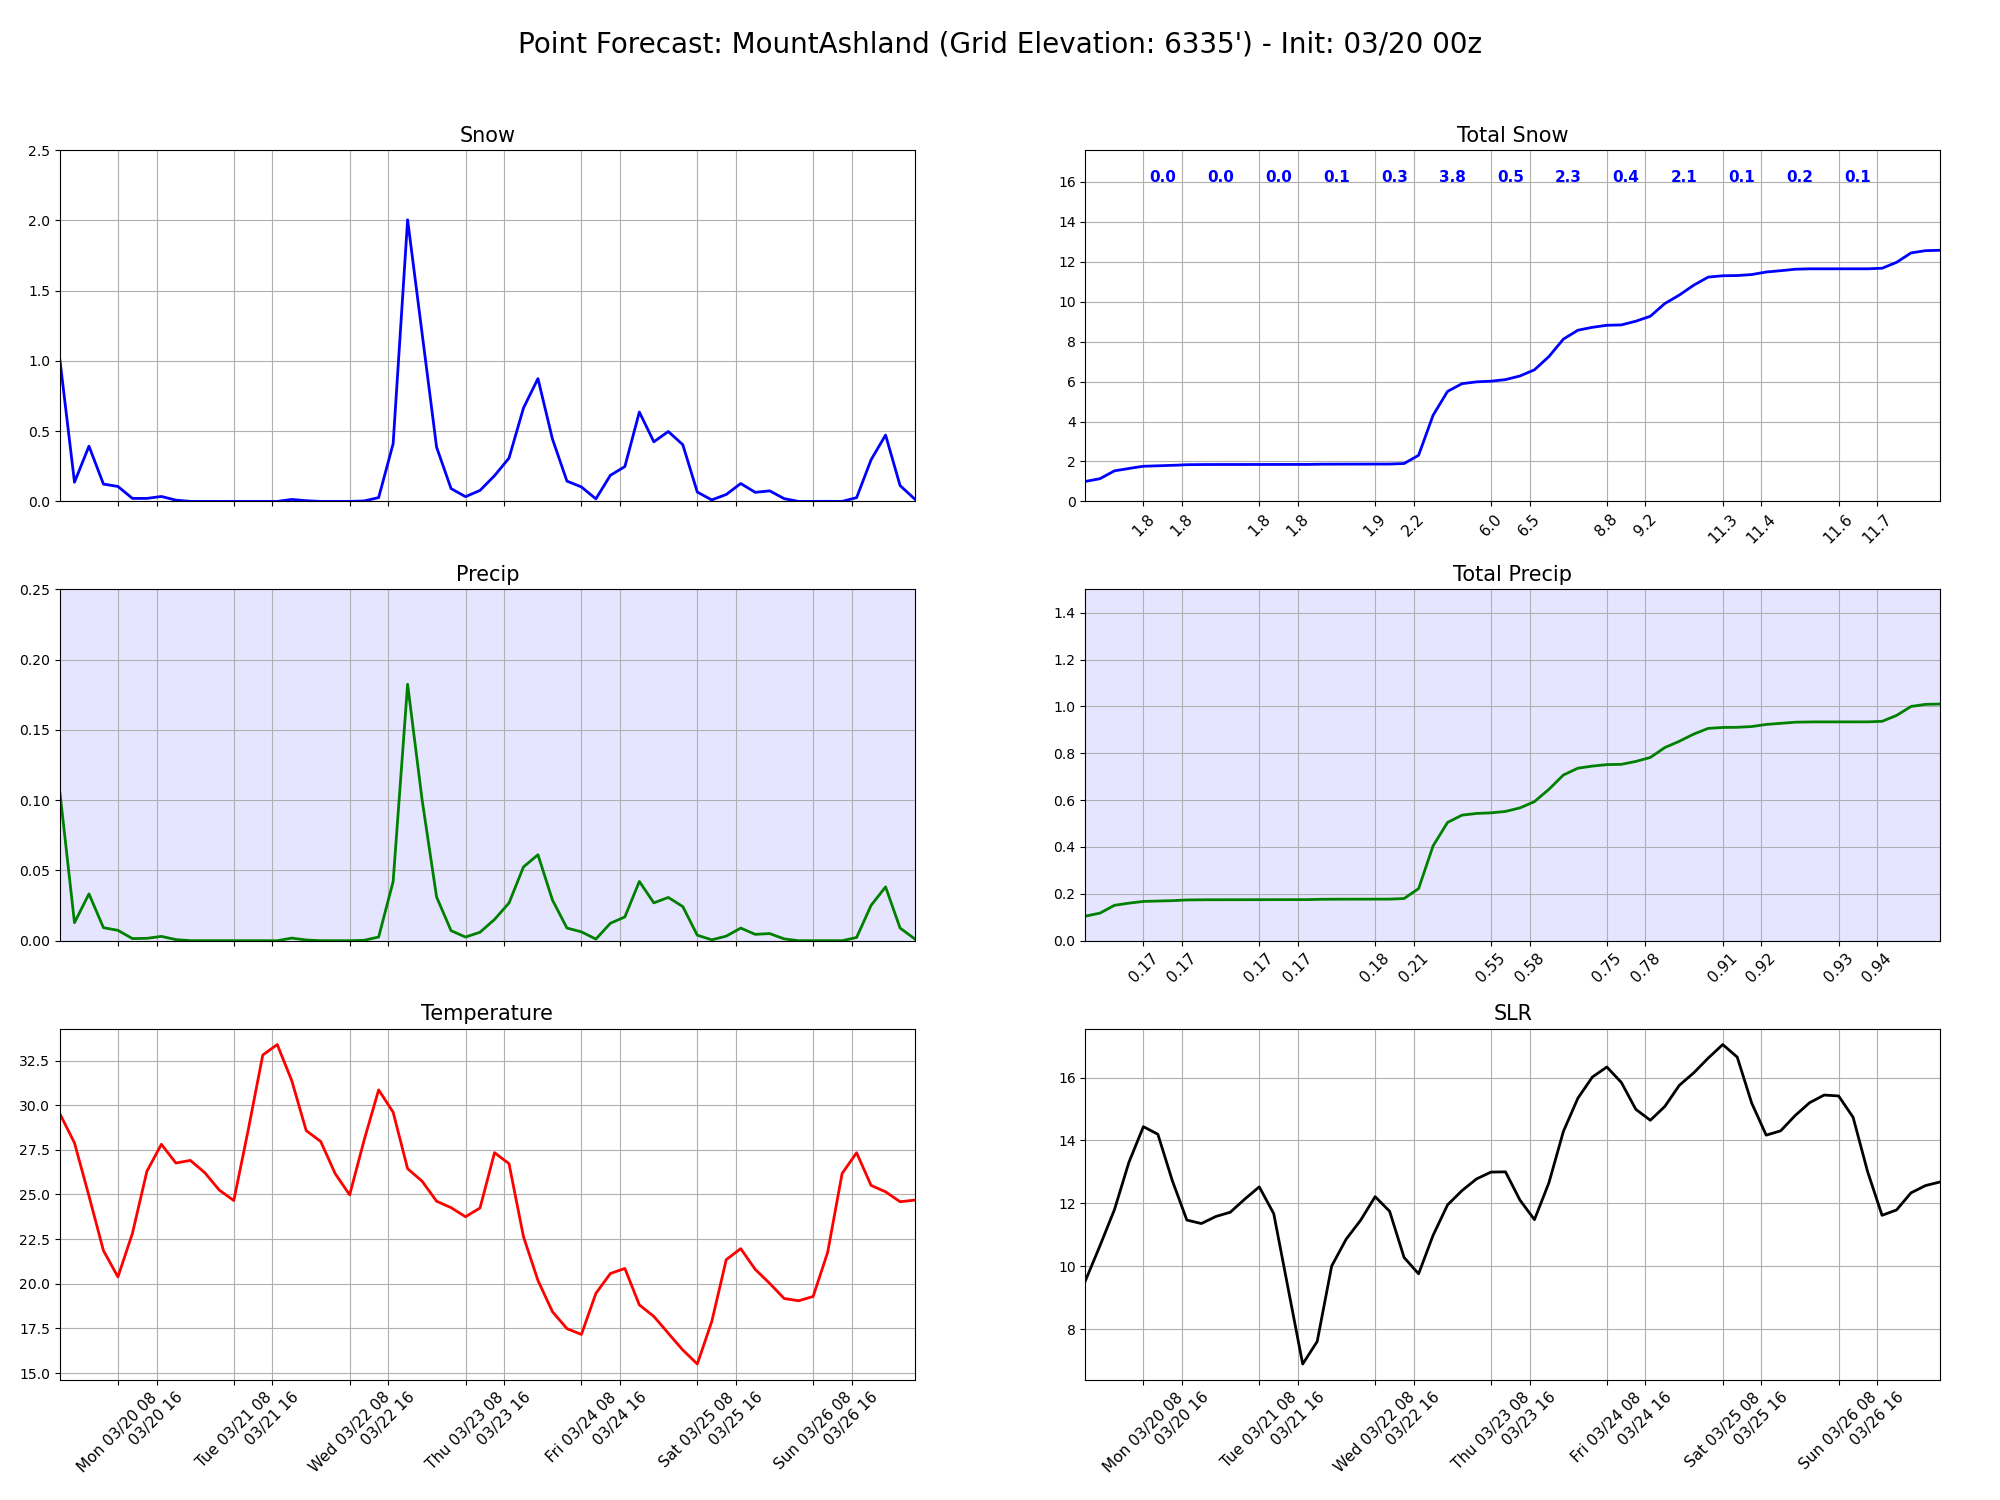 Point Forecast: MountAshland (Grid Elevation: 6335') - Init: 03/20 00z
Snow
2.5
2.0
1.5
1.0
0.5
0.0
Total Snow
0.0 0.0 0.0 0.1 0.3 3.8 0.5 2.3 0.4 2.1 0.1 0.2 0.1
16
14
12
10
8
6
4
2
0
1.8 1.8 1.8 1.8 1.9 2.2 6.0 6.5 8.8 9.2 11.3 11.4 11.6 11.7
Precip
0.25
0.20
0.15
0.10
0.05
0.00
Total Precip
1.4
1.2
1.0
0.8
0.6
0.4
0.2
0.0
0.17 0.17 0.17 0.17 0.18 0.21 0.55 0.58 0.75 0.78 0.91 0.92 0.93 0.94
Temperature
32.5
30.0
27.5
25.0
22.5
20.0
17.5
15.0
Mon 03/20 08
03/20 16
Tue 03/21 08
03/21 16
Wed 03/22 08
03/22 16
Thu 03/23 08
03/23 16
Fri 03/24 08
03/24 16
Sat 03/25 08
03/25 16
Sun 03/26 08
03/26 16
SLR
16
14
12
10
8
Mon 03/20 08
03/20 16
Tue 03/21 08
03/21 16
Wed 03/22 08
03/22 16
Thu 03/23 08
03/23 16
Fri 03/24 08
03/24 16
Sat 03/25 08
03/25 16
Sun 03/26 08
03/26 16